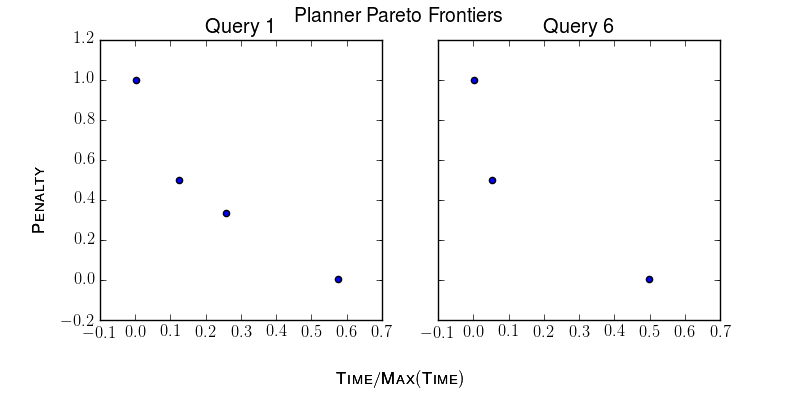 Planner Pareto Frontiers
Query 1
Query 6
1.2
1.0
0.8
0.6
0.4
0.2
0.0
−0.2
Penalty
−0.1 0.0 0.1 0.2 0.3 0.4 0.5 0.6 0.7
−0.1 0.0 0.1 0.2 0.3 0.4 0.5 0.6 0.7
Time/Max(Time)